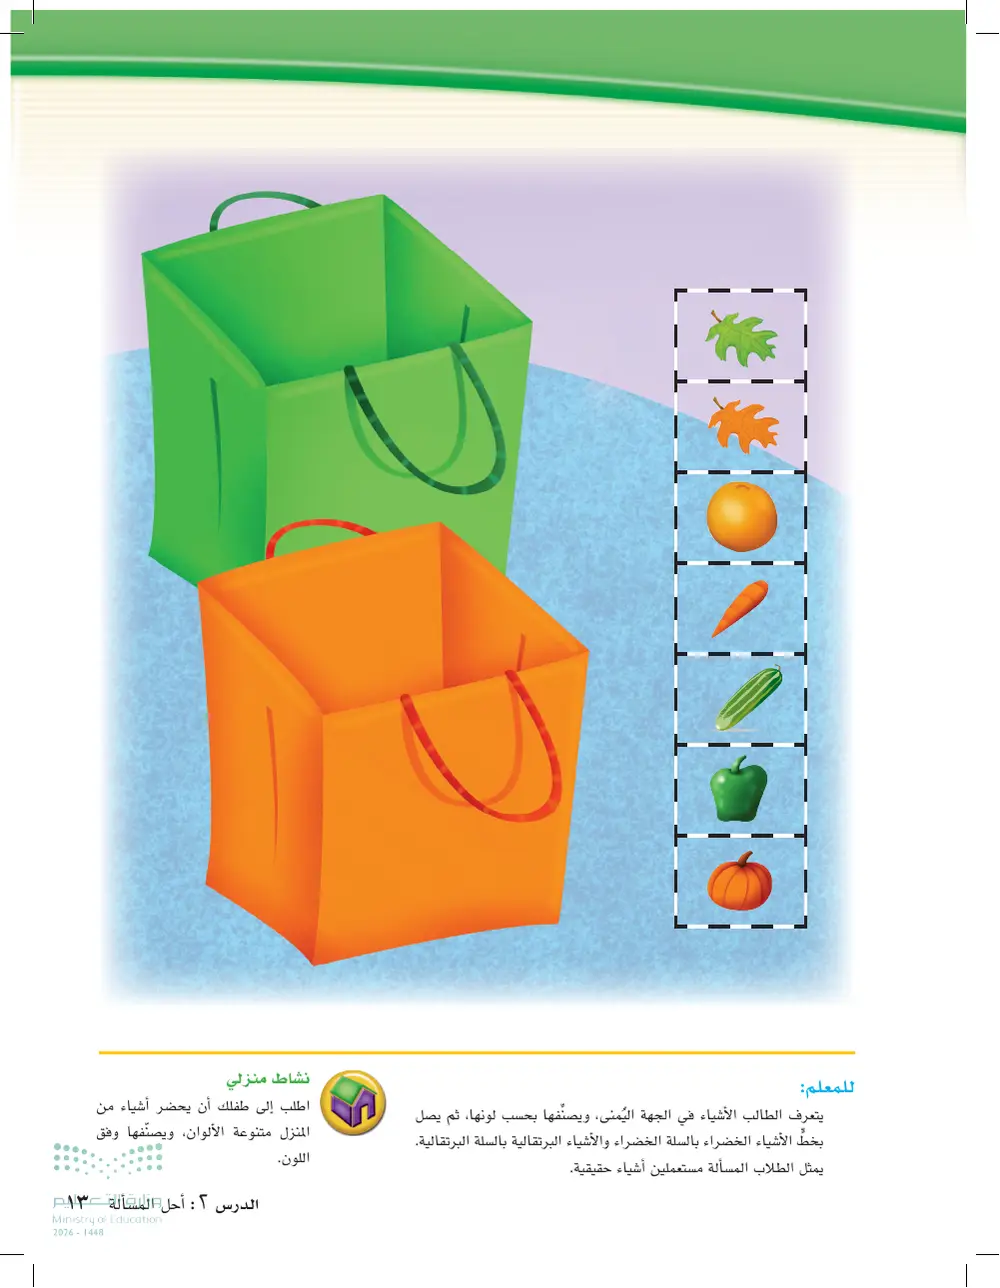 للمعلم:
يتعرف الطالب الأشياء في الجهة اليُمنى، ويصنِّفها بحسب لونها، ثم يصل
بخطٍّ الأشياء الخضراء بالسلة الخضراء والأشياء البرتقالية بالسلة البرتقالية.
يمثل الطلاب المسألة مستعملين أشياء حقيقية.
نشاط منزلي
اطلب إلى طفلك أن يحضر أشياء من
المنزل متنوعة الألوان، ويصنّفها وفق
اللون.
الدرس ٢: أحل المسألة ١٣
وزارة التعليم
Ministry of Education
2026 - 1448